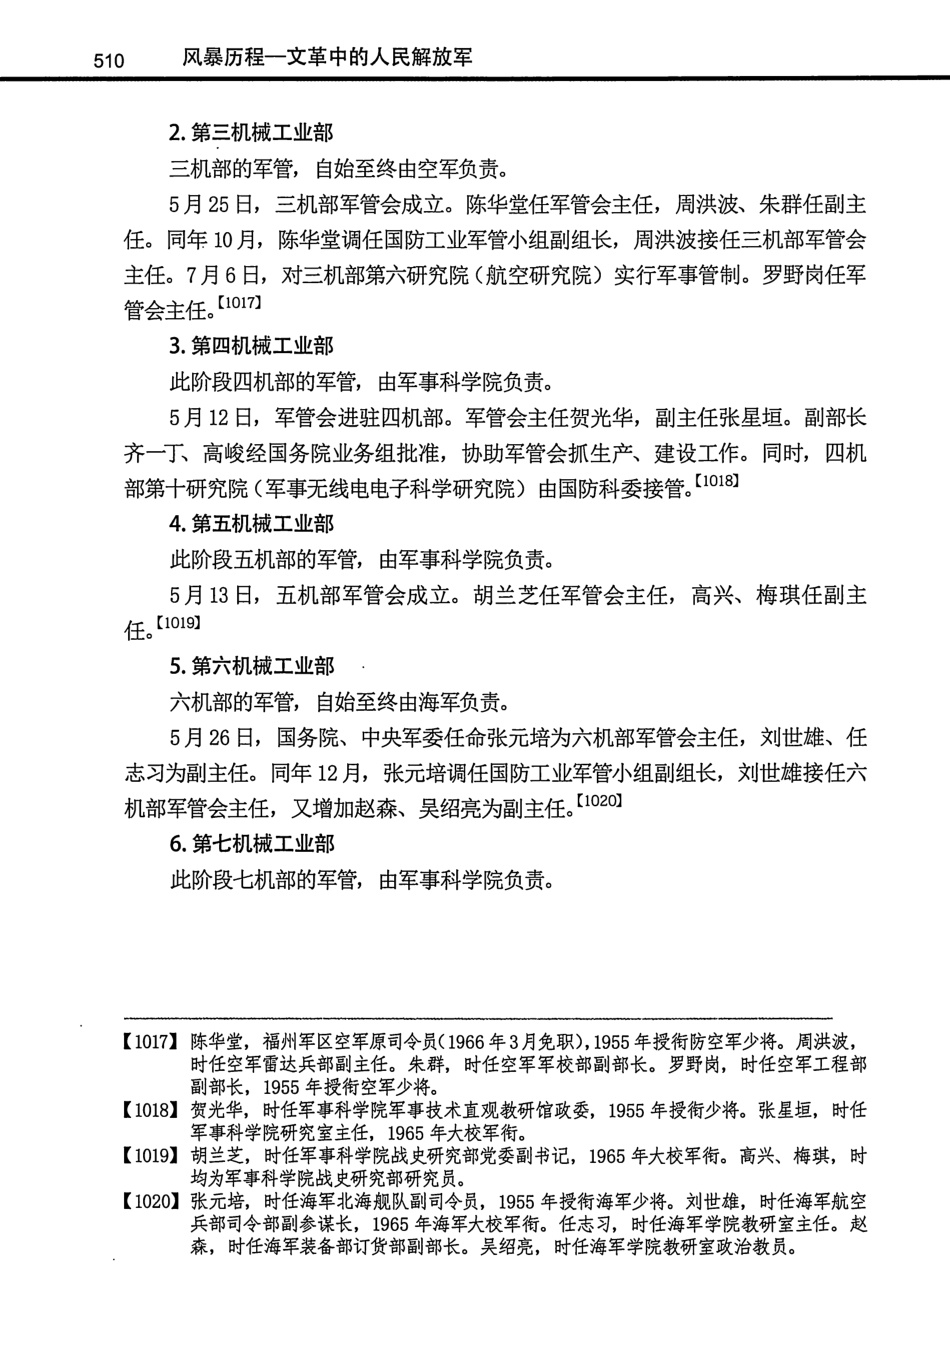 510 风暴历程—文革中的人民解放军
2. 第三机械工业部
三机部的军管，自始至终由空军负责。
5月25日，三机部军管会成立。陈华堂任军管会主任，周洪波、朱群任副主
任。同年10月，陈华堂调任国防工业军管小组副组长，周洪波接任三机部军管会
主任。7月6日，对三机部第六研究院（航空研究院）实行军事管制。罗野岗任军
管会主任。【1017】
3. 第四机械工业部
此阶段四机部的军管，由军事科学院负责。
5月12日，军管会进驻四机部。军管会主任贺光华，副主任张星垣。副部长
齐一丁、高峻经国务院业务组批准，协助军管会抓生产、建设工作。同时，四机
部第十研究院（军事无线电电子科学研究院）由国防科委接管。【1018】
4. 第五机械工业部
此阶段五机部的军管，由军事科学院负责。
5月13日，五机部军管会成立。胡兰芝任军管会主任，高兴、梅琪任副主
任。【1019】
5. 第六机械工业部
六机部的军管，自始至终由海军负责。
5月26日，国务院、中央军委任命张元培为六机部军管会主任，刘世雄、任
志习为副主任。同年12月，张元培调任国防工业军管小组副组长，刘世雄接任六
机部军管会主任，又增加赵森、吴绍亮为副主任。【1020】
6. 第七机械工业部
此阶段七机部的军管，由军事科学院负责。
【1017】陈华堂，福州军区空军原司令员（1966年3月免职），1955年授衔防空军少将。周洪波，
时任空军雷达兵部副主任。朱群，时任空军军校部副部长。罗野岗，时任空军工程部
副部长，1955年授衔空军少将。
【1018】贺光华，时任军事科学院军事技术直观教研馆政委，1955年授衔少将。张星垣，时任
军事科学院研究室主任，1965年大校军衔。
【1019】胡兰芝，时任军事科学院战史研究部党委副书记，1965年大校军衔。高兴、梅琪，时
均为军事科学院战史研究部研究员。
【1020】张元培，时任海军北海舰队副司令员，1955年授衔海军少将。刘世雄，时任海军航空
兵部司令部副参谋长，1965年海军大校军衔。任志习，时任海军学院教研室主任。赵
森，时任海军装备部订货部副部长。吴绍亮，时任海军学院教研室政治教员。